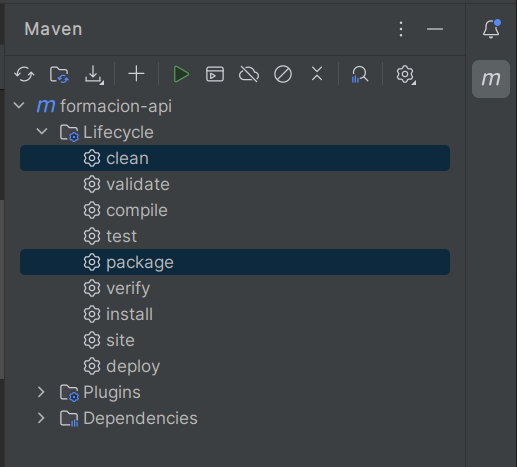 Maven
m
m formacion-api
Lifecycle
clean
validate
compile
test
package
verify
install
site
deploy
Plugins
Dependencies